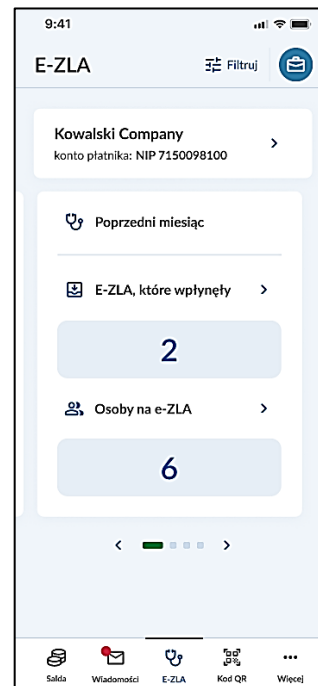 9:41
E-ZLA
Filtruj
Kowalski Company
konto płatnika: NIP 7150098100
Poprzedni miesiąc
E-ZLA, które wpłynęły
2
Osoby na e-ZLA
6
Salda Wiadomości E-ZLA Kod QR Więcej